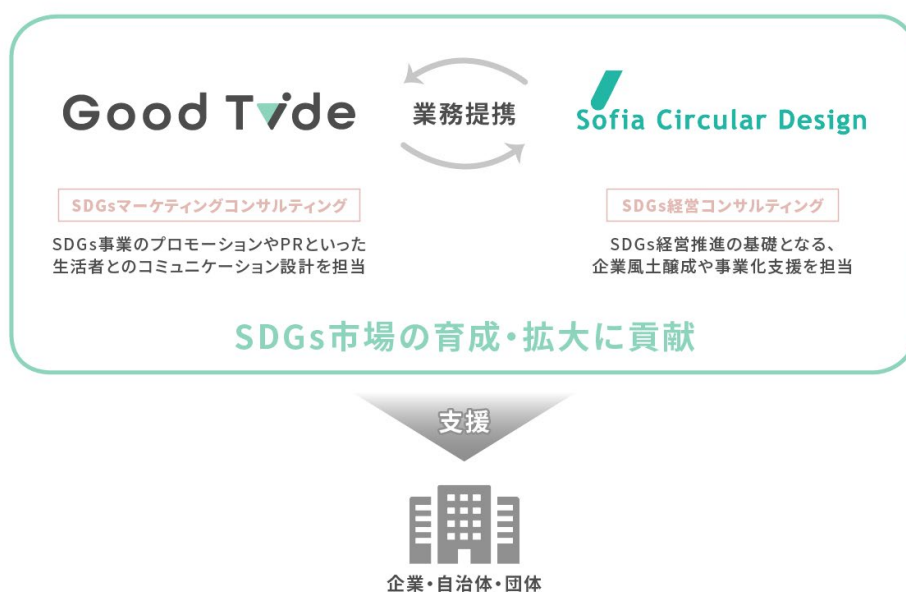 Good Tide
業務提携
Sofia Circular Design
SDGsマーケティングコンサルティング
SDGs事業のプロモーションやPRといった
生活者とのコミュニケーション設計を担当
SDGs経営コンサルティング
SDGs経営推進の基礎となる、
企業風土醸成や事業化支援を担当
SDGs市場の育成・拡大に貢献
支援
企業・自治体・団体